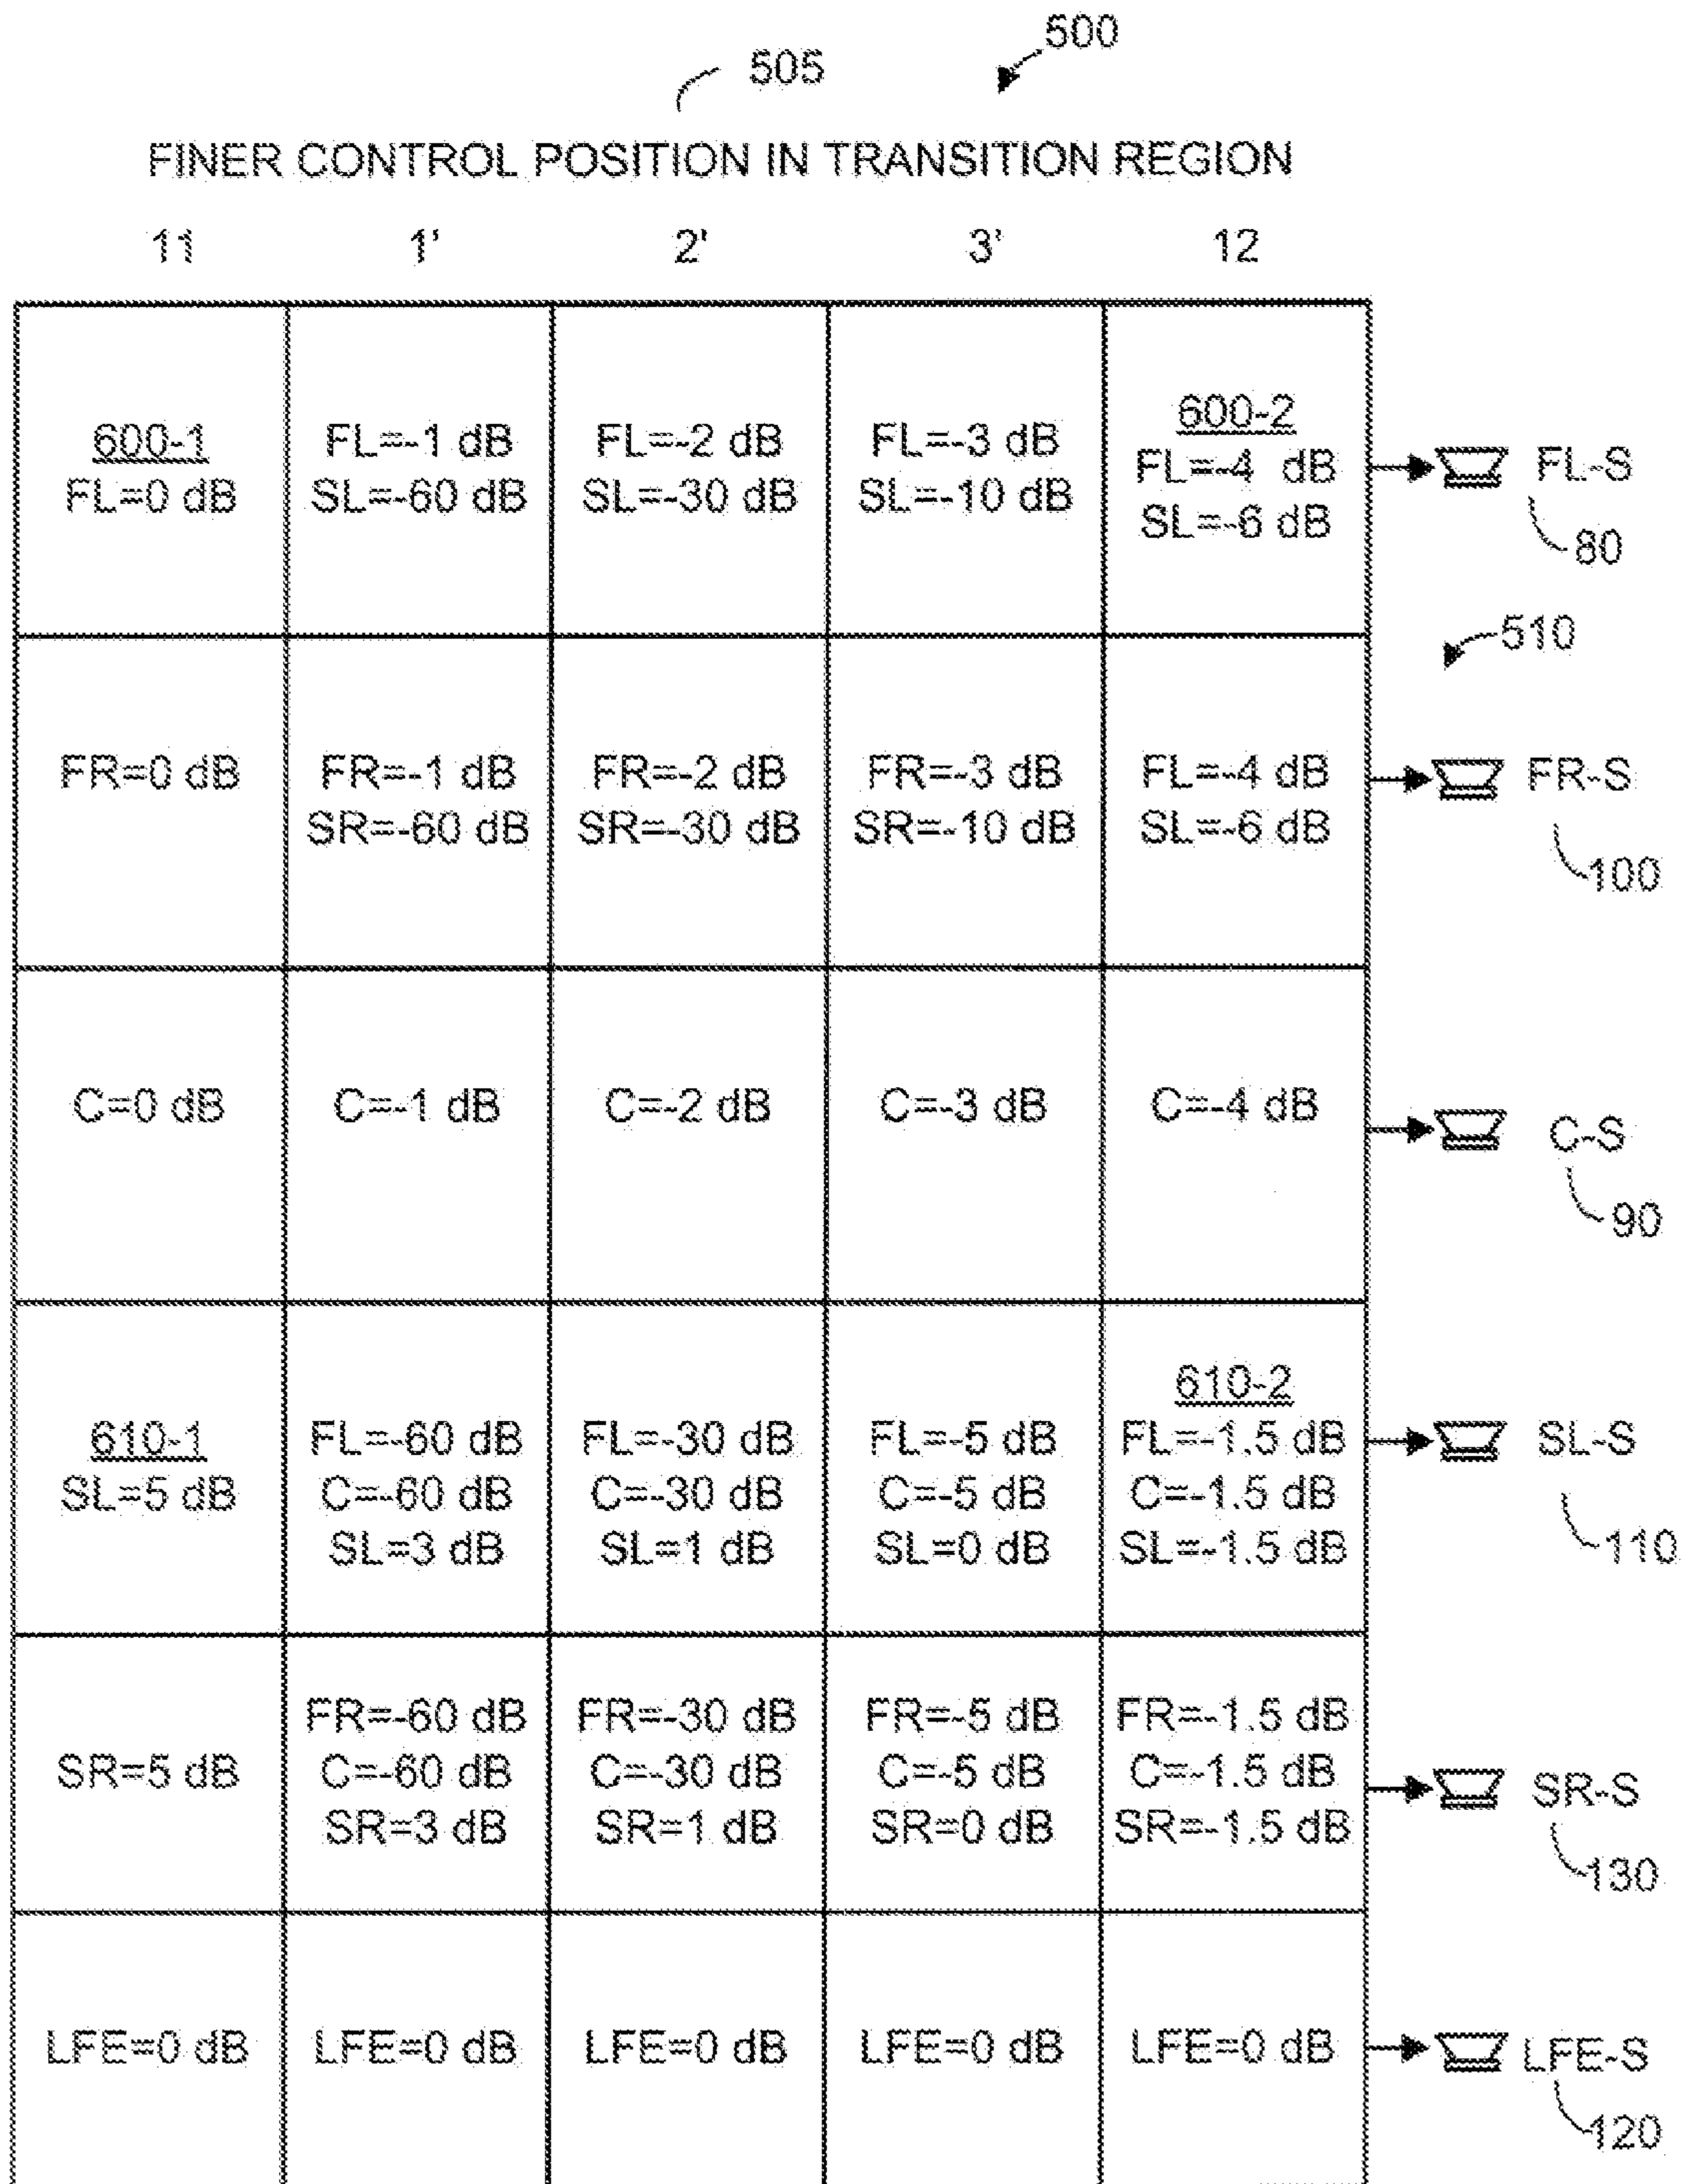 500
505
FINER CONTROL POSITION IN TRANSITION REGION
11 1' 2' 3' 12
600-1
FL=0 dB
FL=-1 dB
SL=-60 dB
FL=-2 dB
SL=-30 dB
FL=-3 dB
SL=-10 dB
600-2
FL=-4 dB
SL=-6 dB
FL-S
80
510
FR=0 dB
FR=-1 dB
SR=-60 dB
FR=-2 dB
SR=-30 dB
FR=-3 dB
SR=-10 dB
FL=-4 dB
SL=-6 dB
FR-S
100
C=0 dB
C=-1 dB
C=-2 dB
C=-3 dB
C=-4 dB
C-S
90
610-1
SL=5 dB
FL=-60 dB
C=-60 dB
SL=3 dB
FL=-30 dB
C=-30 dB
SL=1 dB
FL=-5 dB
C=-5 dB
SL=0 dB
610-2
FL=-1.5 dB
C=-1.5 dB
SL=-1.5 dB
SL-S
110
SR=5 dB
FR=-60 dB
C=-60 dB
SR=3 dB
FR=-30 dB
C=-30 dB
SR=1 dB
FR=-5 dB
C=-5 dB
SR=0 dB
FR=-1.5 dB
C=-1.5 dB
SR=-1.5 dB
SR-S
130
LFE=0 dB
LFE=0 dB
LFE=0 dB
LFE=0 dB
LFE=0 dB
LFE-S
120